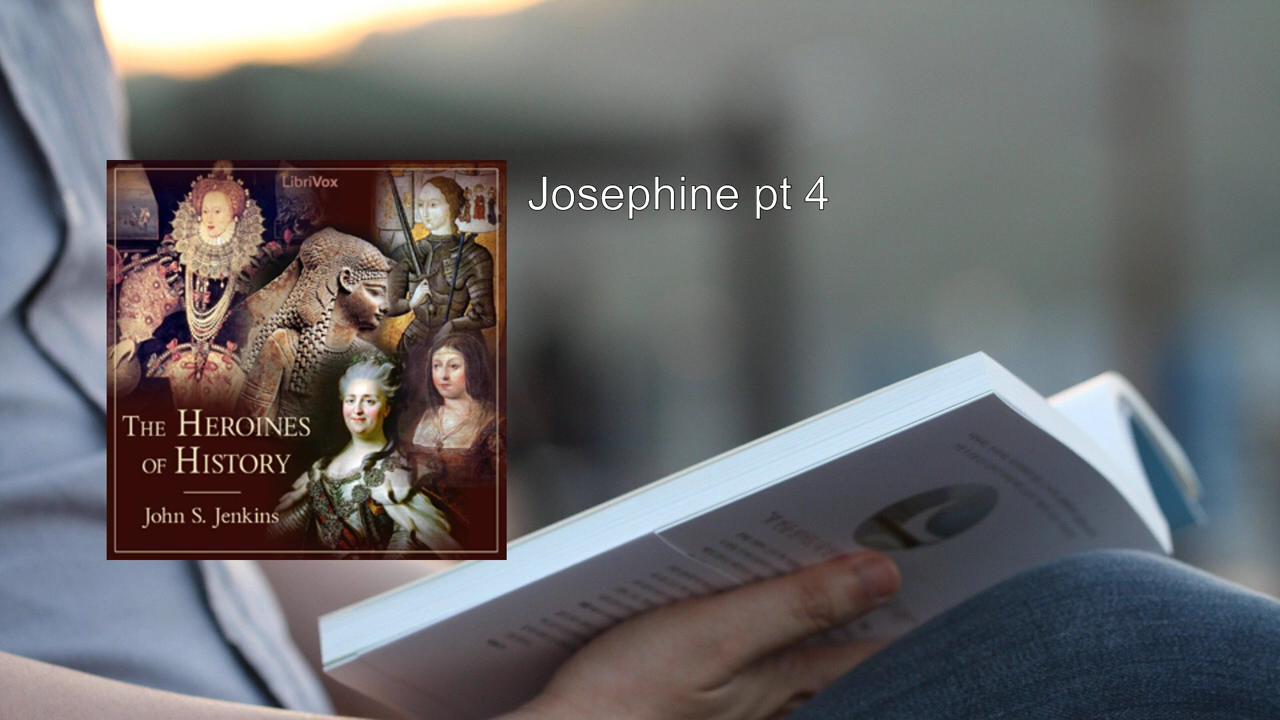 LibriVox
Josephine pt 4
THE HEROINES
OF HISTORY
John S. Jenkins